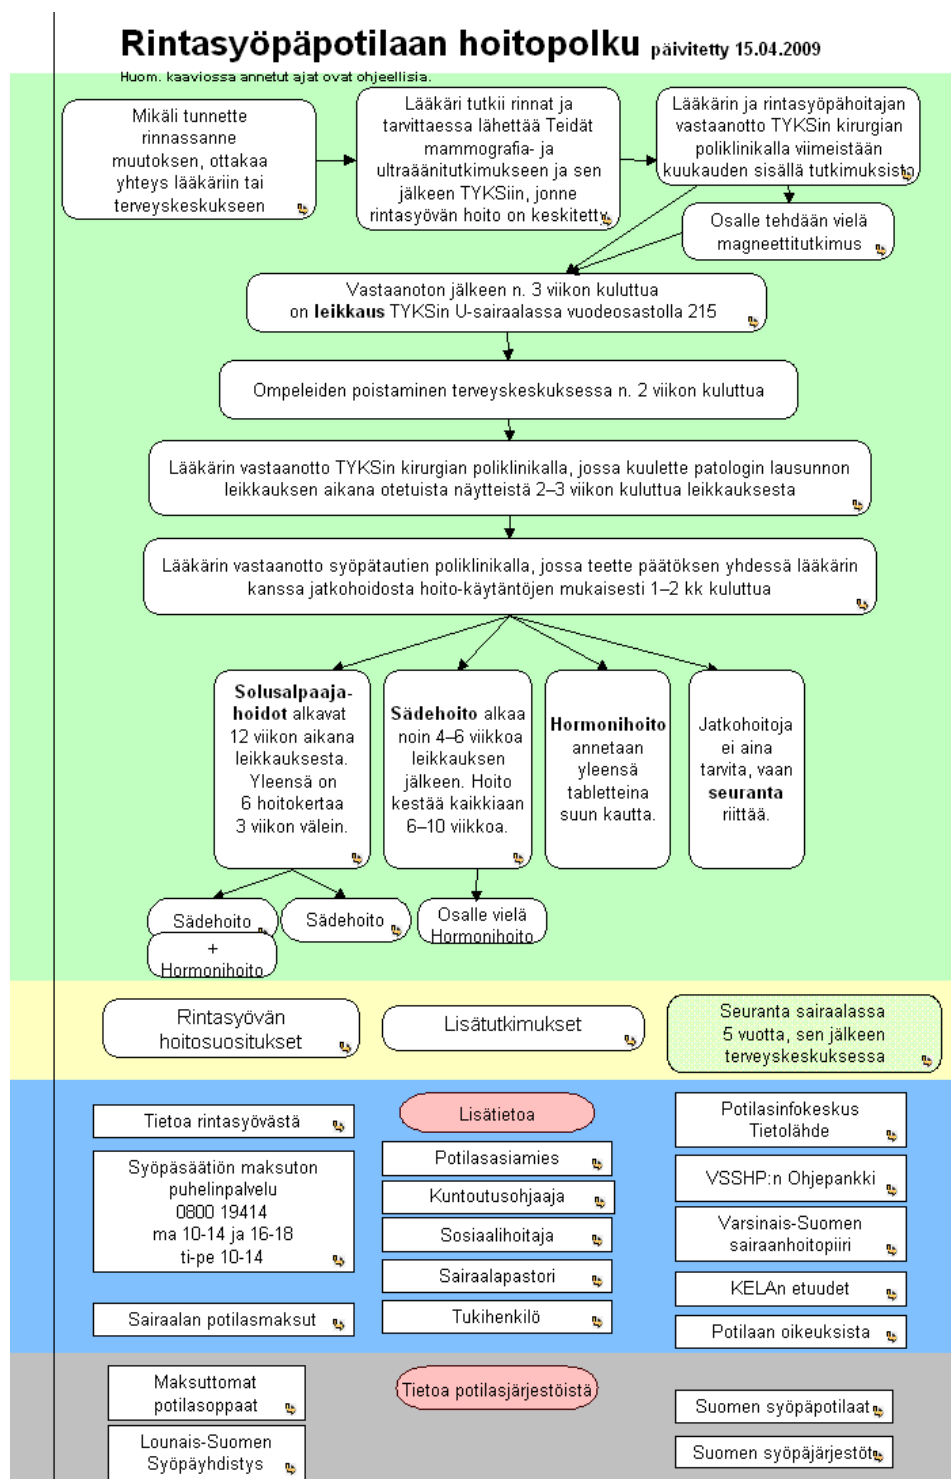 Rintasyöpäpotilaan hoitopolku päivitetty 15.04.2009
Huom. kaaviossa annetut ajat ovat ohjeellisia.
Mikäli tunnette
rinnassanne
muutoksen, ottakaa
yhteys lääkäriin tai
terveyskeskukseen
Lääkäri tutkii rinnat ja
tarvittaessa lähettää Teidät
mammografia- ja
ultraäänitutkimukseen ja sen
jälkeen TYKSiin, jonne
rintasyövän hoito on keskitetty.
Lääkärin ja rintasyöpähoitajan
vastaanotto TYKSin kirurgian
poliklinikalla viimeistään
kuukauden sisällä tutkimuksista
Osalle tehdään vielä
magneettitutkimus
Vastaanoton jälkeen n. 3 viikon kuluttua
on leikkaus TYKSin U-sairaalassa vuodeosastolla 215
Ompeleiden poistaminen terveyskeskuksessa n. 2 viikon kuluttua
Lääkärin vastaanotto TYKSin kirurgian poliklinikalla, jossa kuulette patologin lausunnon
leikkauksen aikana otetuista näytteistä 2–3 viikon kuluttua leikkauksesta
Lääkärin vastaanotto syöpätautien poliklinikalla, jossa teette päätöksen yhdessä lääkärin
kanssa jatkohoidosta hoito-käytäntöjen mukaisesti 1–2 kk kuluttua
Solusalpaaja-
hoidot alkavat
12 viikon aikana
leikkauksesta.
Yleensä on
6 hoitokertaa
3 viikon välein.
Sädehoito alkaa
noin 4–6 viikkoa
leikkauksen
jälkeen. Hoito
kestää kaikkiaan
6–10 viikkoa.
Hormonihoito
annetaan
yleensä
tabletteina
suun kautta.
Jatkohoitoja
ei aina
tarvita, vaan
seuranta
riittää.
Sädehoito
+
Hormonihoito
Sädehoito
Osalle vielä
Hormonihoito
Rintasyövän
hoitosuositukset
Lisätutkimukset
Seuranta sairaalassa
5 vuotta, sen jälkeen
terveyskeskuksessa
Tietoa rintasyövästä
Syöpäsäätiön maksuton
puhelinpalvelu
0800 19414
ma 10-14 ja 16-18
ti-pe 10-14
Sairaalan potilasmaksut
Lisätietoa
Potilasasiamies
Kuntoutusohjaaja
Sosiaalihoitaja
Sairaalapastori
Tukihenkilö
Potilasinfokeskus
Tietolähde
VSSHP:n Ohjepankki
Varsinais-Suomen
sairaanhoitopiiri
KELAn etuudet
Potilaan oikeuksista
Maksuttomat
potilasoppaat
Lounais-Suomen
Syöpäyhdistys
Tietoa potilasjärjestöistä
Suomen syöpäpotilaat
Suomen syöpäjärjestöt